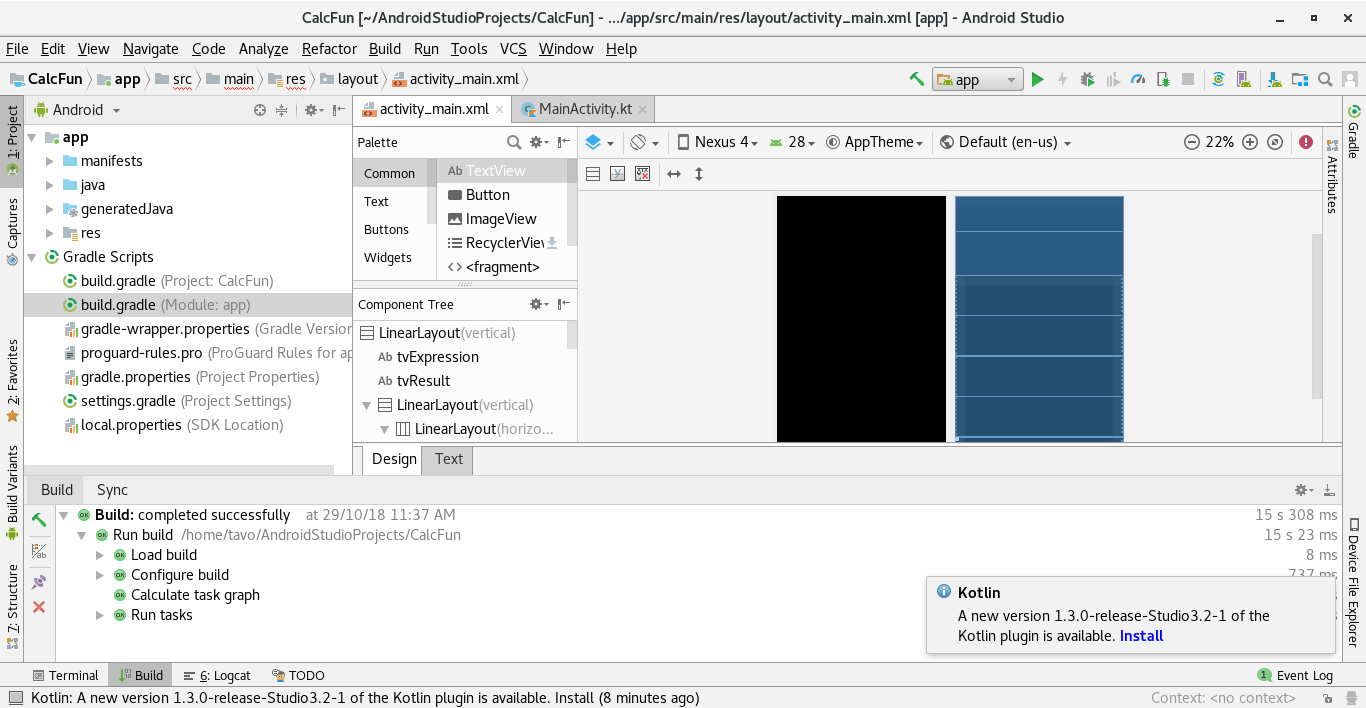 CalcFun [~/AndroidStudioProjects/CalcFun] - .../app/src/main/res/layout/activity_main.xml [app] - Android Studio
File Edit View Navigate Code Analyze Refactor Build Run Tools VCS Window Help
CalcFun app src main res layout activity_main.xml app
1: Project
Captures
2: Favorites
Build Variants
7: Structure
Android
app
manifests
java
generatedJava
res
Gradle Scripts
build.gradle (Project: CalcFun)
build.gradle (Module: app)
gradle-wrapper.properties (Gradle Version
proguard-rules.pro (ProGuard Rules for ap
gradle.properties (Project Properties)
settings.gradle (Project Settings)
local.properties (SDK Location)
activity_main.xml MainActivity.kt
Palette
Common
Text
Buttons
Widgets
Ab TextView
Button
ImageView
RecyclerView
<fragment>
Component Tree
LinearLayout(vertical)
Ab tvExpression
Ab tvResult
LinearLayout(vertical)
LinearLayout(horizo...
Nexus 4 28 AppTheme Default (en-us) 22%
Design Text
Gradle
Attributes
Device File Explorer
Build Sync
Build: completed successfully at 29/10/18 11:37 AM 15 s 308 ms
Run build /home/tavo/AndroidStudioProjects/CalcFun 15 s 23 ms
Load build 8 ms
Configure build 737 ms
Calculate task graph
Run tasks
Kotlin
A new version 1.3.0-release-Studio3.2-1 of the
Kotlin plugin is available. Install
Terminal Build 6: Logcat TODO 1 Event Log
Kotlin: A new version 1.3.0-release-Studio3.2-1 of the Kotlin plugin is available. Install (8 minutes ago) Context: <no context>